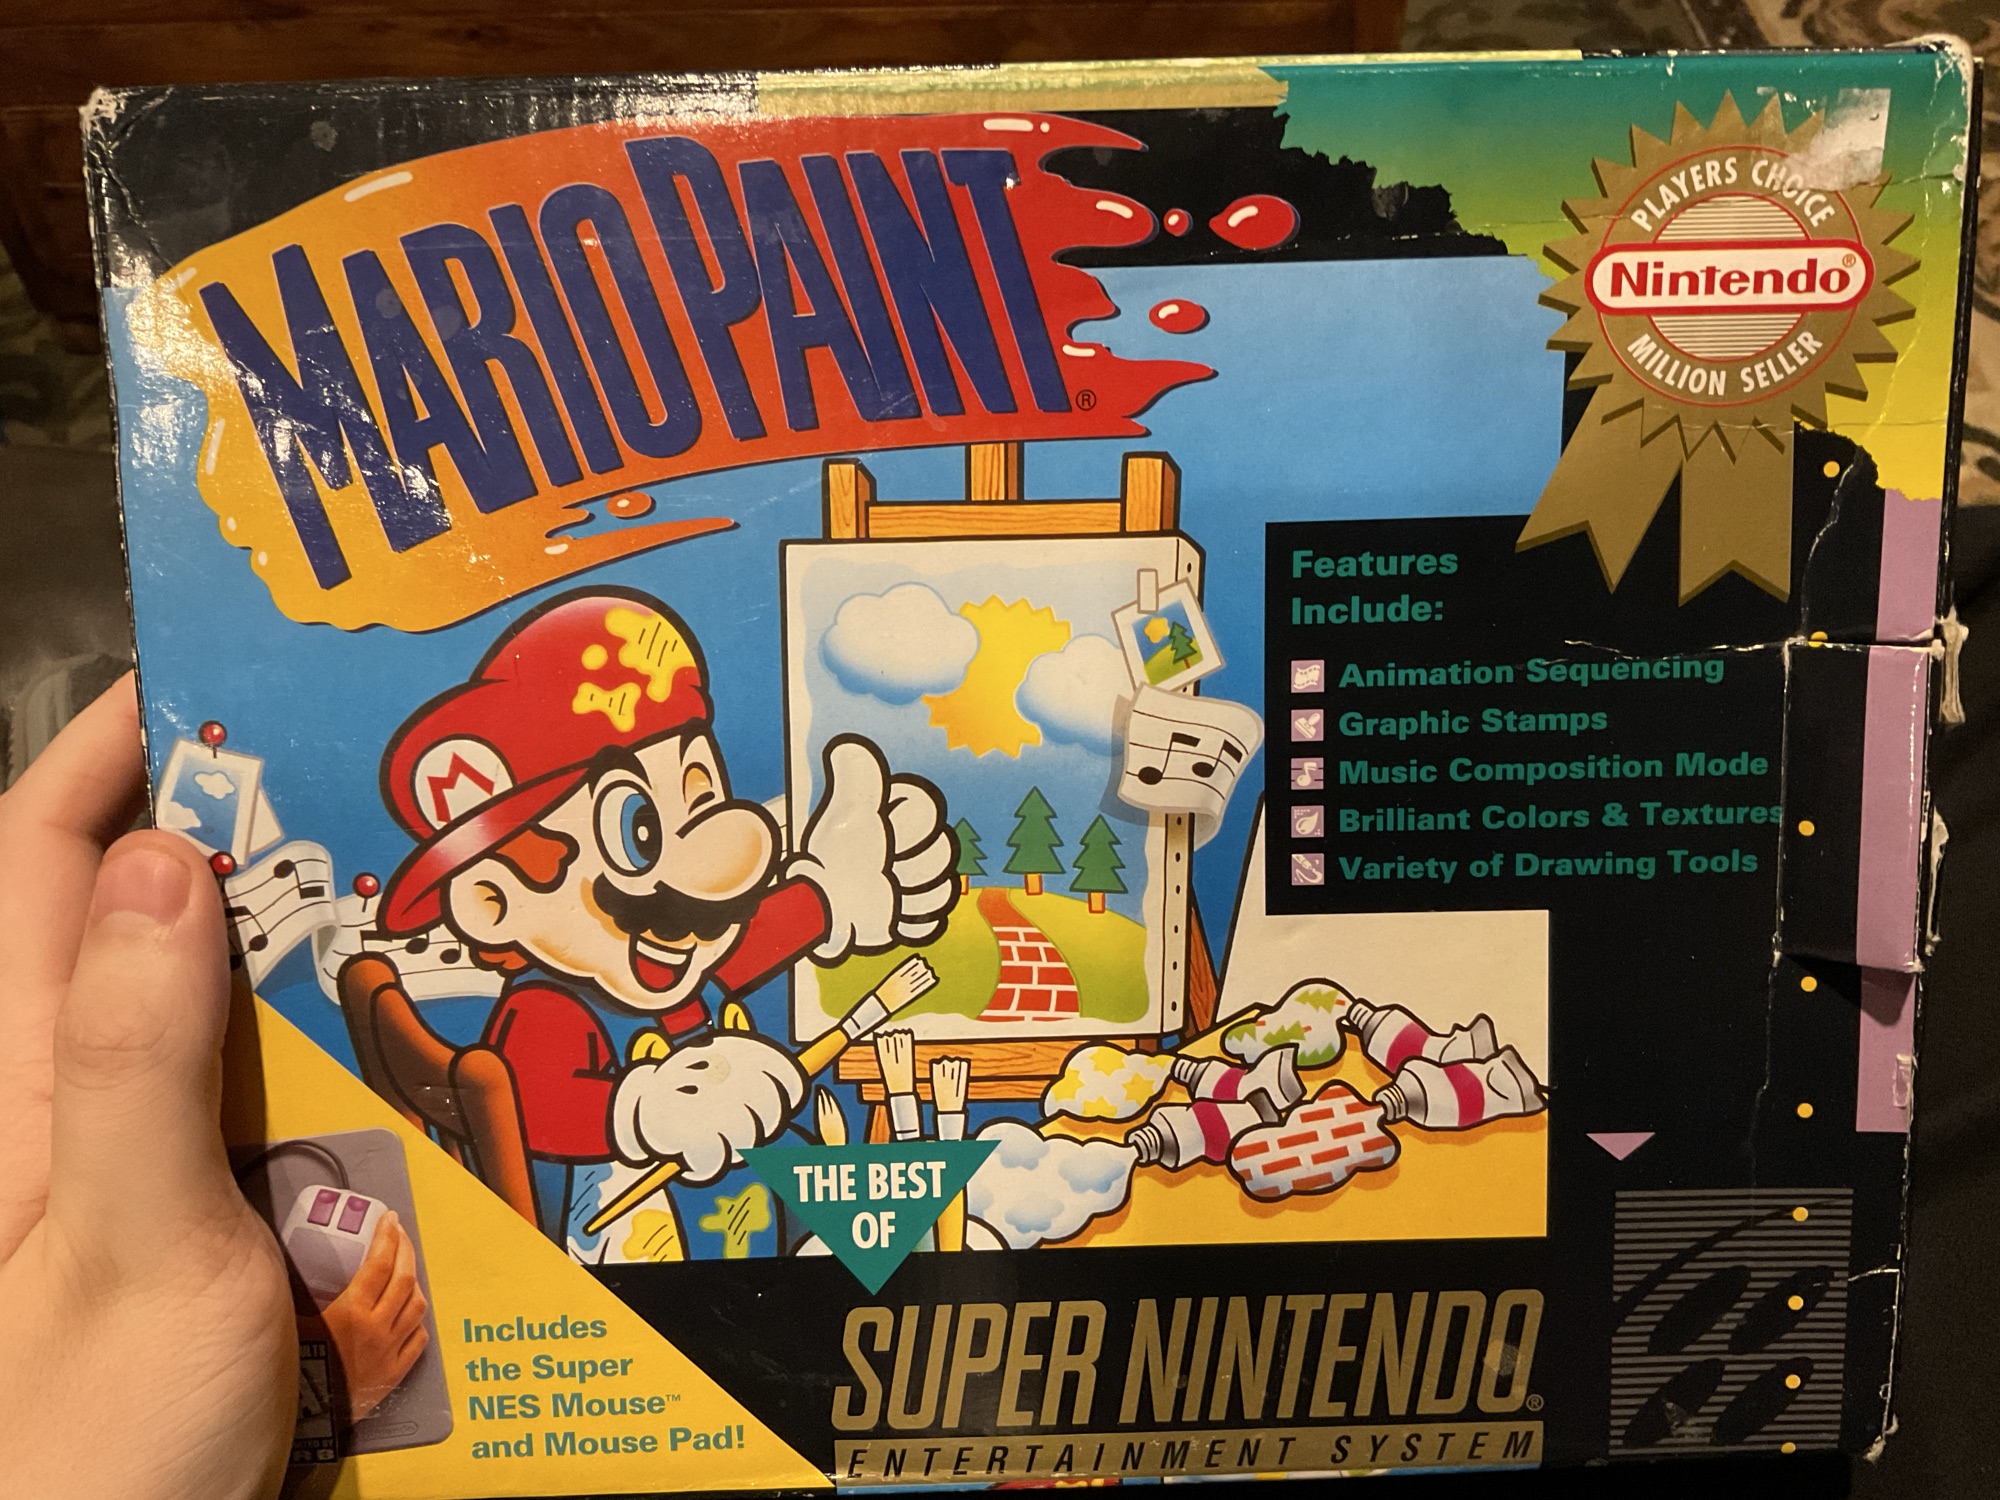 MARIO PAINT®
PLAYERS CHOICE
Nintendo®
MILLION SELLER
Features
Include:
Animation Sequencing
Graphic Stamps
Music Composition Mode
Brilliant Colors & Textures
Variety of Drawing Tools
M
THE BEST
OF
SUPER NINTENDO®
ENTERTAINMENT SYSTEM
Includes
the Super
NES Mouse™
and Mouse Pad!